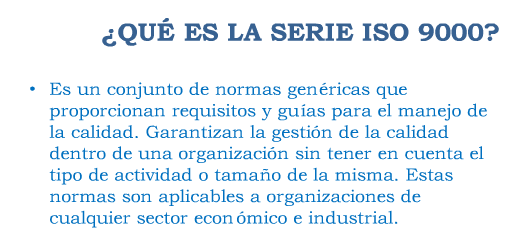 ¿QUÉ ES LA SERIE ISO 9000?
• Es un conjunto de normas genéricas que
proporcionan requisitos y guías para el manejo de
la calidad. Garantizan la gestión de la calidad
dentro de una organización sin tener en cuenta el
tipo de actividad o tamaño de la misma. Estas
normas son aplicables a organizaciones de
cualquier sector económico e industrial.